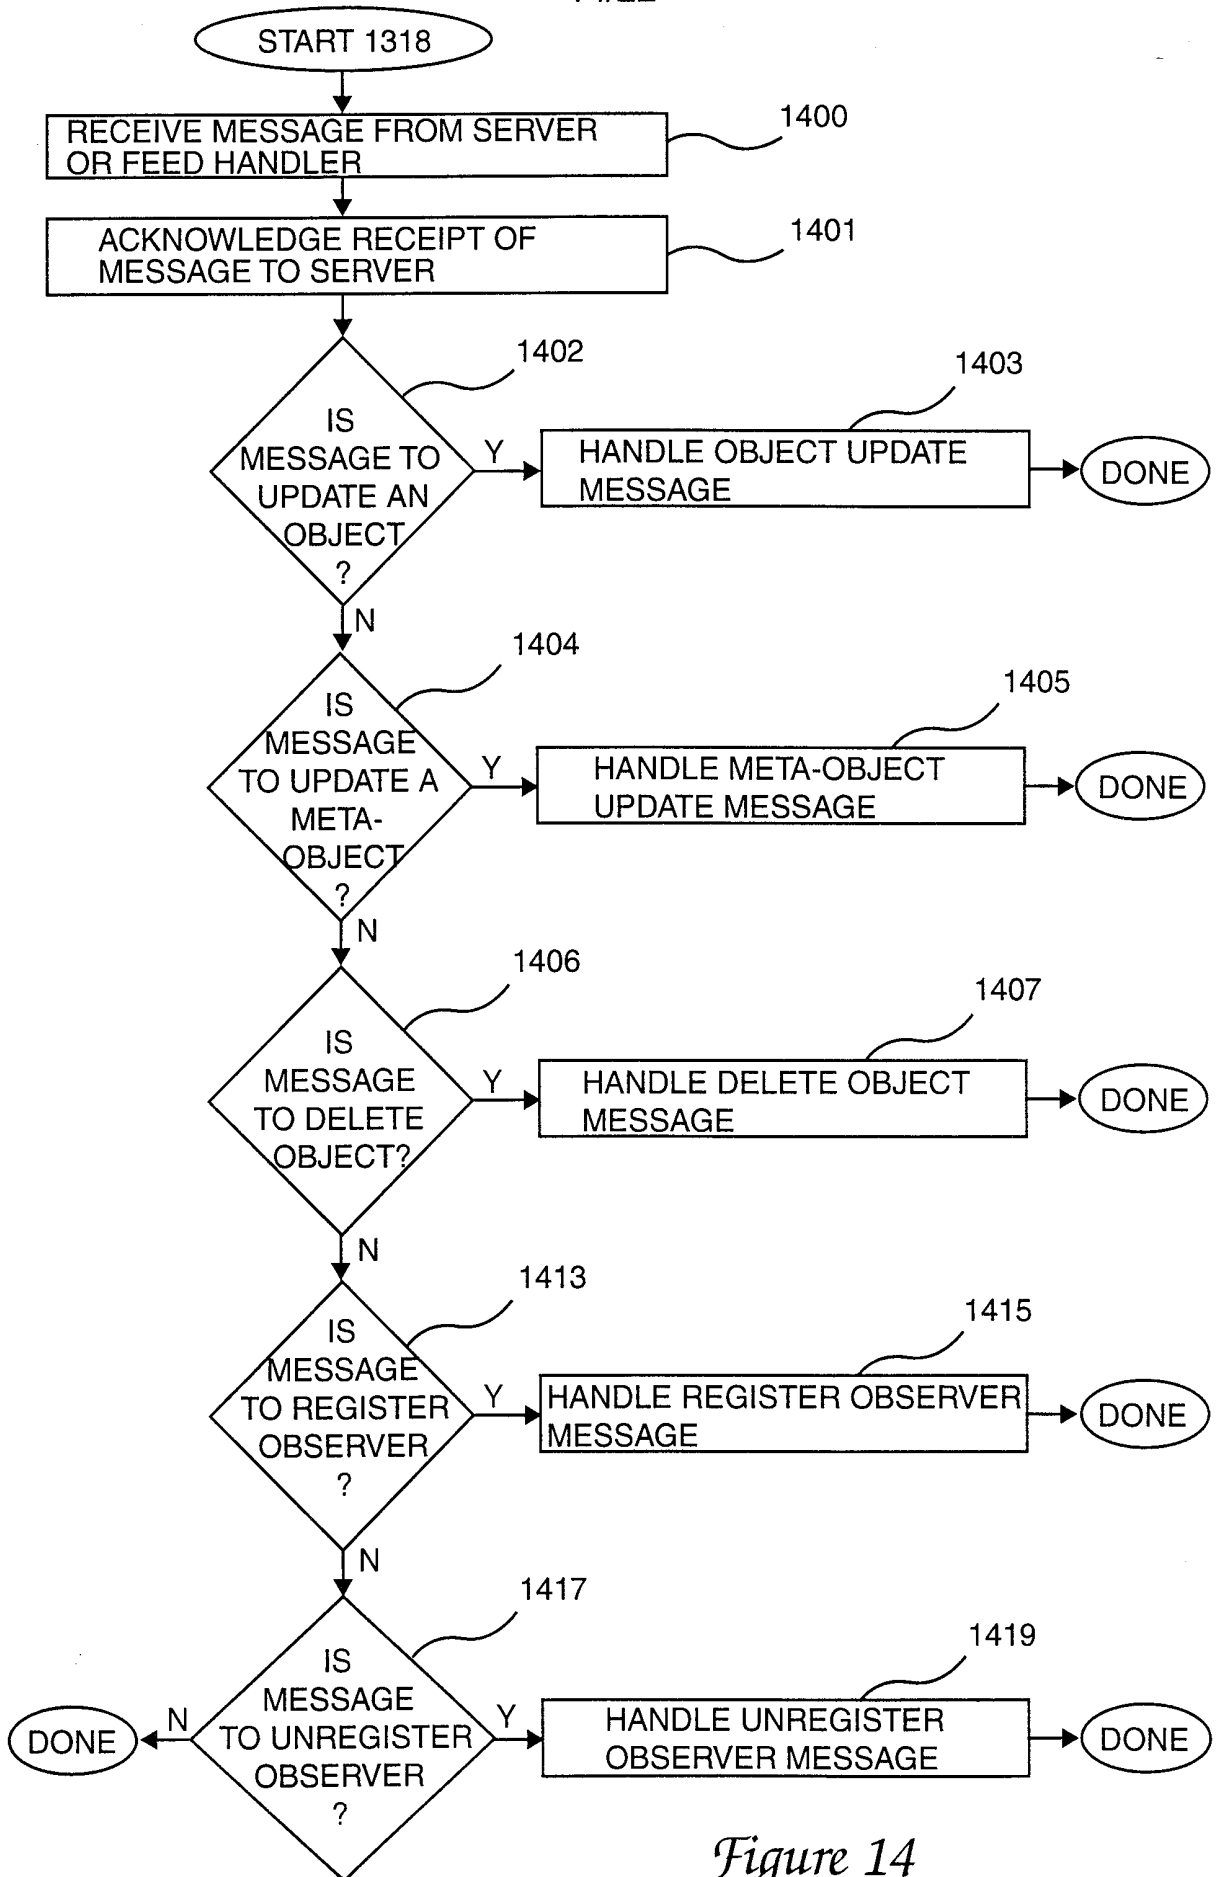 START 1318
1400
RECEIVE MESSAGE FROM SERVER
OR FEED HANDLER
1401
ACKNOWLEDGE RECEIPT OF
MESSAGE TO SERVER
1402
IS
MESSAGE TO
UPDATE AN
OBJECT
?
Y
1403
HANDLE OBJECT UPDATE
MESSAGE
DONE
N
1404
IS
MESSAGE
TO UPDATE A
META-
OBJECT
?
Y
1405
HANDLE META-OBJECT
UPDATE MESSAGE
DONE
N
1406
IS
MESSAGE
TO DELETE
OBJECT?
Y
1407
HANDLE DELETE OBJECT
MESSAGE
DONE
N
1413
IS
MESSAGE
TO REGISTER
OBSERVER
?
Y
1415
HANDLE REGISTER OBSERVER
MESSAGE
DONE
N
1417
IS
MESSAGE
TO UNREGISTER
OBSERVER
?
N
DONE
Y
1419
HANDLE UNREGISTER
OBSERVER MESSAGE
DONE
Figure 14